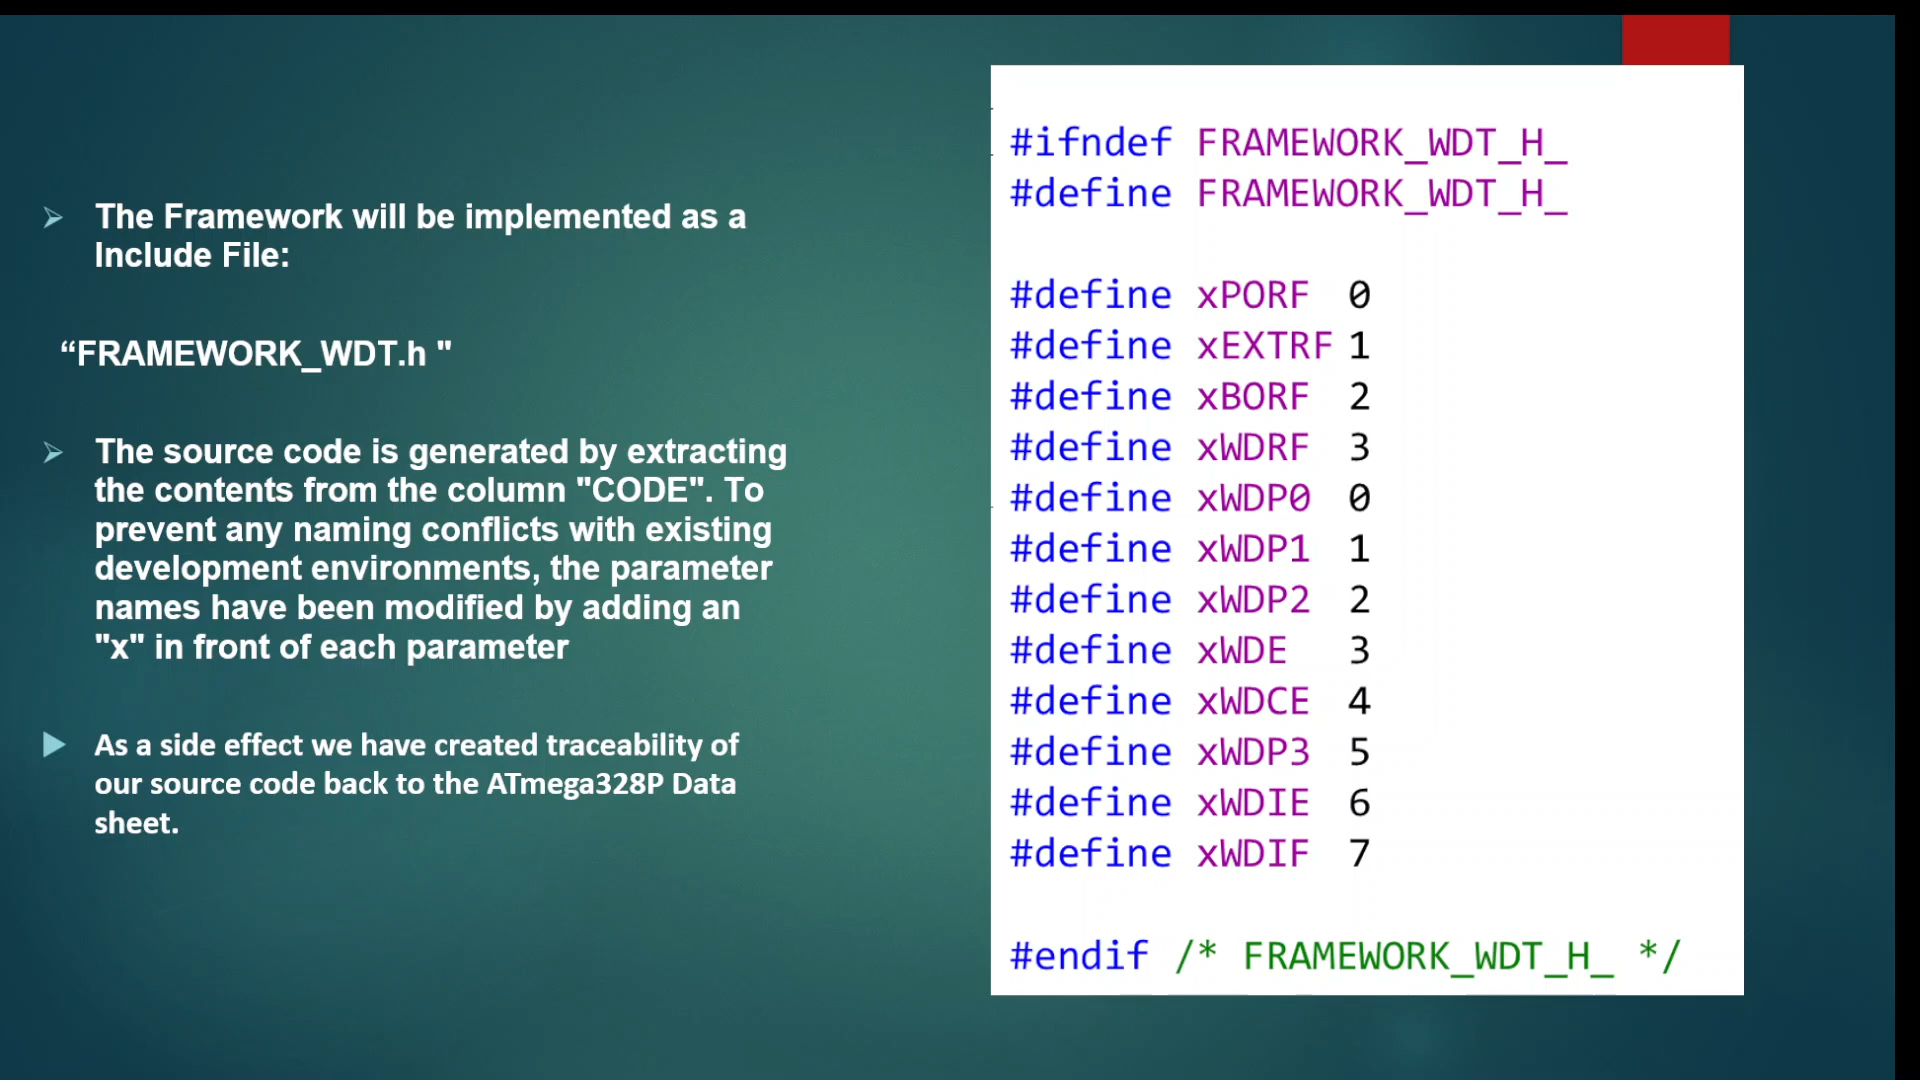 The Framework will be implemented as a
Include File:
“FRAMEWORK_WDT.h "
The source code is generated by extracting
the contents from the column "CODE". To
prevent any naming conflicts with existing
development environments, the parameter
names have been modified by adding an
"x" in front of each parameter
As a side effect we have created traceability of
our source code back to the ATmega328P Data
sheet.
#ifndef FRAMEWORK_WDT_H_
#define FRAMEWORK_WDT_H_
#define xPORF 0
#define xEXTRF 1
#define xBORF 2
#define xWDRF 3
#define xWDP0 0
#define xWDP1 1
#define xWDP2 2
#define xWDE 3
#define xWDCE 4
#define xWDP3 5
#define xWDIE 6
#define xWDIF 7
#endif /* FRAMEWORK_WDT_H_ */